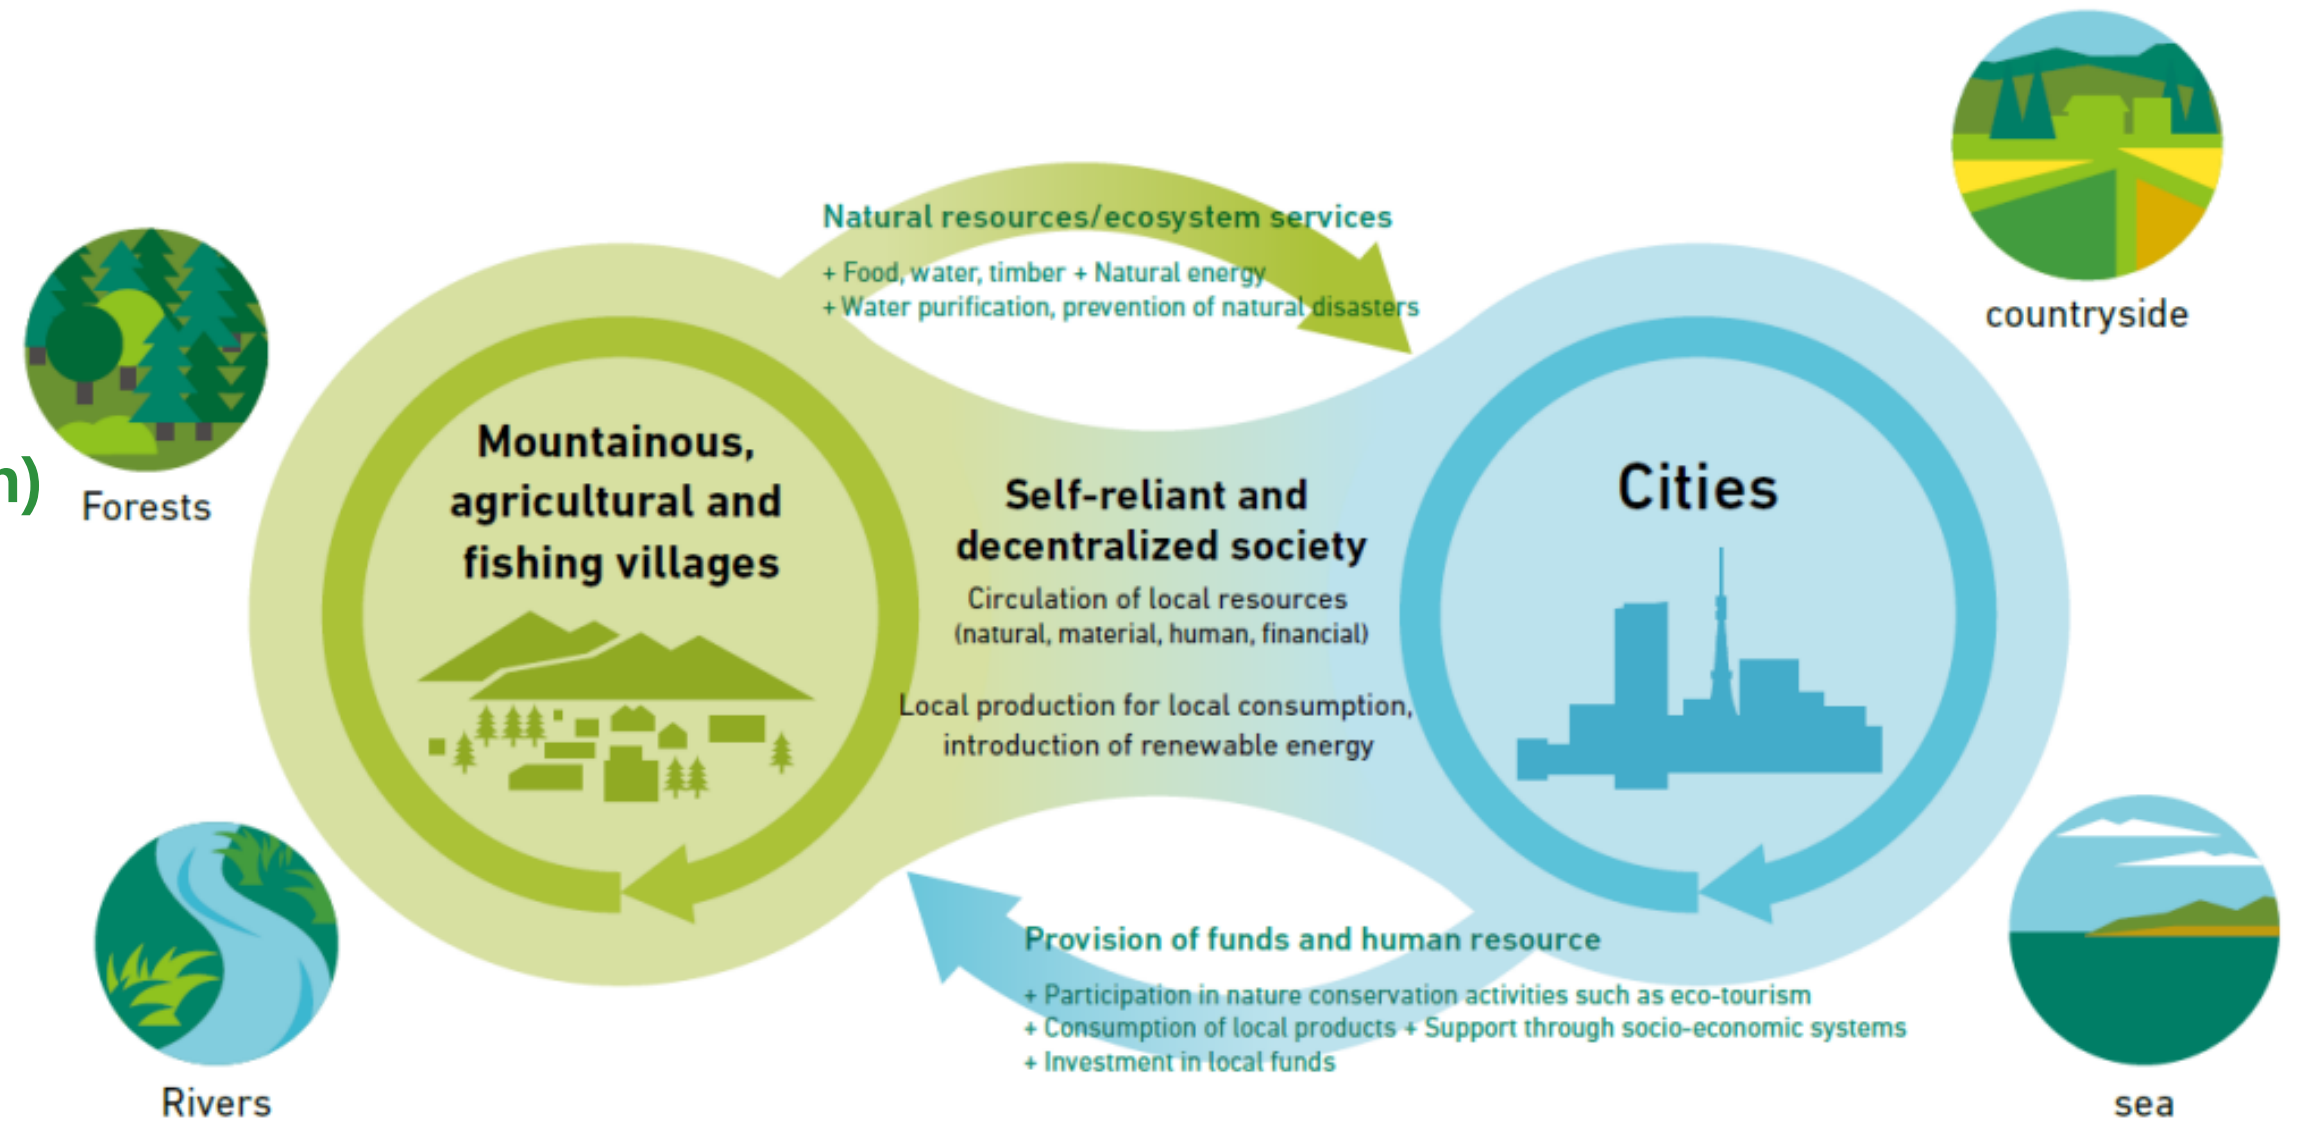 Natural resources/ecosystem services
+ Food, water, timber + Natural energy
+ Water purification, prevention of natural disasters
countryside
n)
Forests
Mountainous,
agricultural and
fishing villages
Self-reliant and
decentralized society
Circulation of local resources
(natural, material, human, financial)
Local production for local consumption,
introduction of renewable energy
Cities
Provision of funds and human resource
+ Participation in nature conservation activities such as eco-tourism
+ Consumption of local products + Support through socio-economic systems
+ Investment in local funds
Rivers
sea